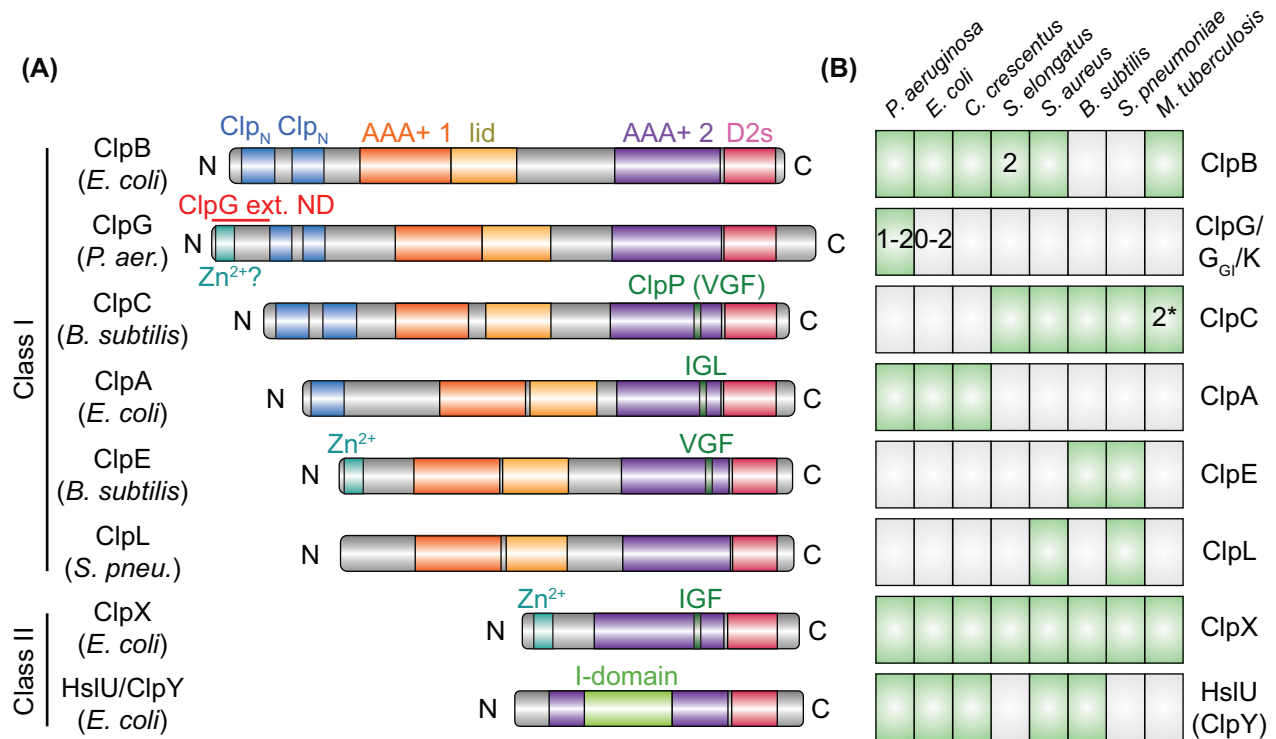 (A)
Class I
ClpB
(E. coli)
N
ClpN ClpN AAA+ 1 lid AAA+ 2 D2s
C
ClpG
(P. aer.)
ClpG ext. ND
N
C
Zn2+?
ClpC
(B. subtilis)
N
ClpP (VGF)
C
ClpA
(E. coli)
N
IGL
C
ClpE
(B. subtilis)
Zn2+
N
VGF
C
ClpL
(S. pneu.)
N
C
Class II
ClpX
(E. coli)
Zn2+
N
IGF
C
HslU/ClpY
(E. coli)
I-domain
N
C
(B)
P. aeruginosa
E. coli
C. crescentus
S. elongatus
S. aureus
B. subtilis
S. pneumoniae
M. tuberculosis
2
ClpB
1-2 0-2
ClpG/
GGI/K
2*
ClpC
ClpA
ClpE
ClpL
ClpX
HslU
(ClpY)